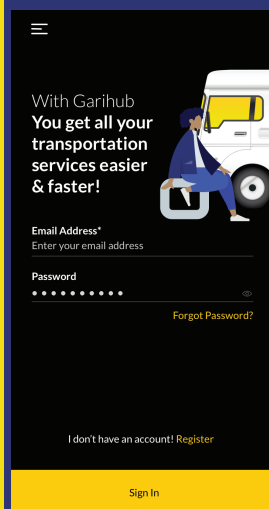 With Garihub
You get all your
transportation
services easier
& faster!
Email Address*
Enter your email address
Password
Forgot Password?
I don't have an account! Register
Sign In